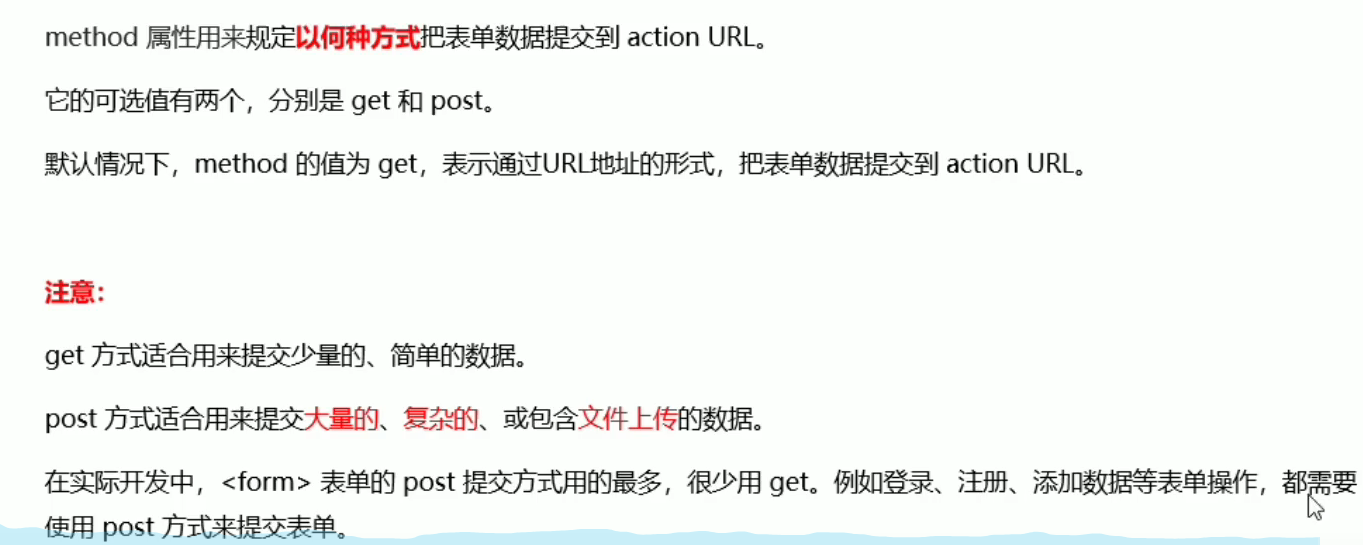 method 属性用来规定以何种方式把表单数据提交到 action URL。
它的可选值有两个，分别是 get 和 post。
默认情况下，method 的值为 get，表示通过URL地址的形式，把表单数据提交到 action URL。
注意：
get 方式适合用来提交少量的、简单的数据。
post 方式适合用来提交大量的、复杂的、或包含文件上传的数据。
在实际开发中，<form> 表单的 post 提交方式用的最多，很少用 get。例如登录、注册、添加数据等表单操作，都需要
使用 post 方式来提交表单。